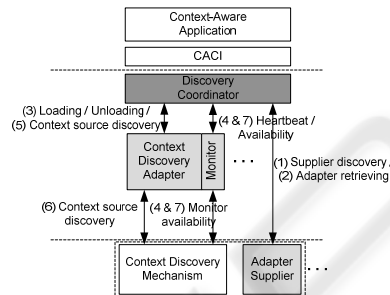 Context-Aware
Application
CACI
Discovery
Coordinator
(3) Loading / Unloading /
(5) Context source discovery
(4 & 7) Heartbeat /
Availability
Context
Discovery
Adapter
Monitor
...
(1) Supplier discovery /
(2) Adapter retrieving
(6) Context source
discovery
(4 & 7) Monitor
availability
Context Discovery
Mechanism
Adapter
Supplier
...